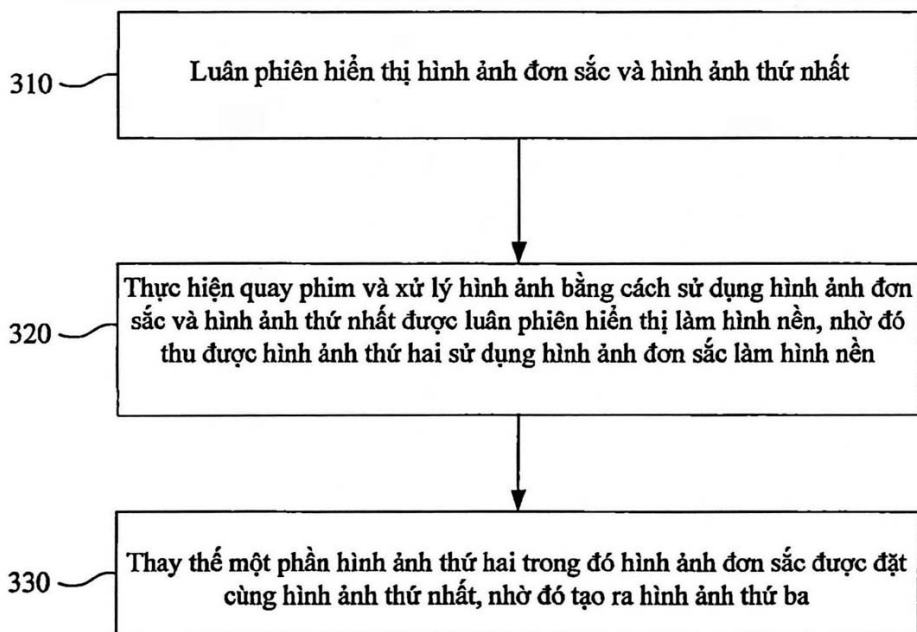 310
Luân phiên hiển thị hình ảnh đơn sắc và hình ảnh thứ nhất
320
Thực hiện quay phim và xử lý hình ảnh bằng cách sử dụng hình ảnh đơn
sắc và hình ảnh thứ nhất được luân phiên hiển thị làm hình nền, nhờ đó
thu được hình ảnh thứ hai sử dụng hình ảnh đơn sắc làm hình nền
330
Thay thế một phần hình ảnh thứ hai trong đó hình ảnh đơn sắc được đặt
cùng hình ảnh thứ nhất, nhờ đó tạo ra hình ảnh thứ ba